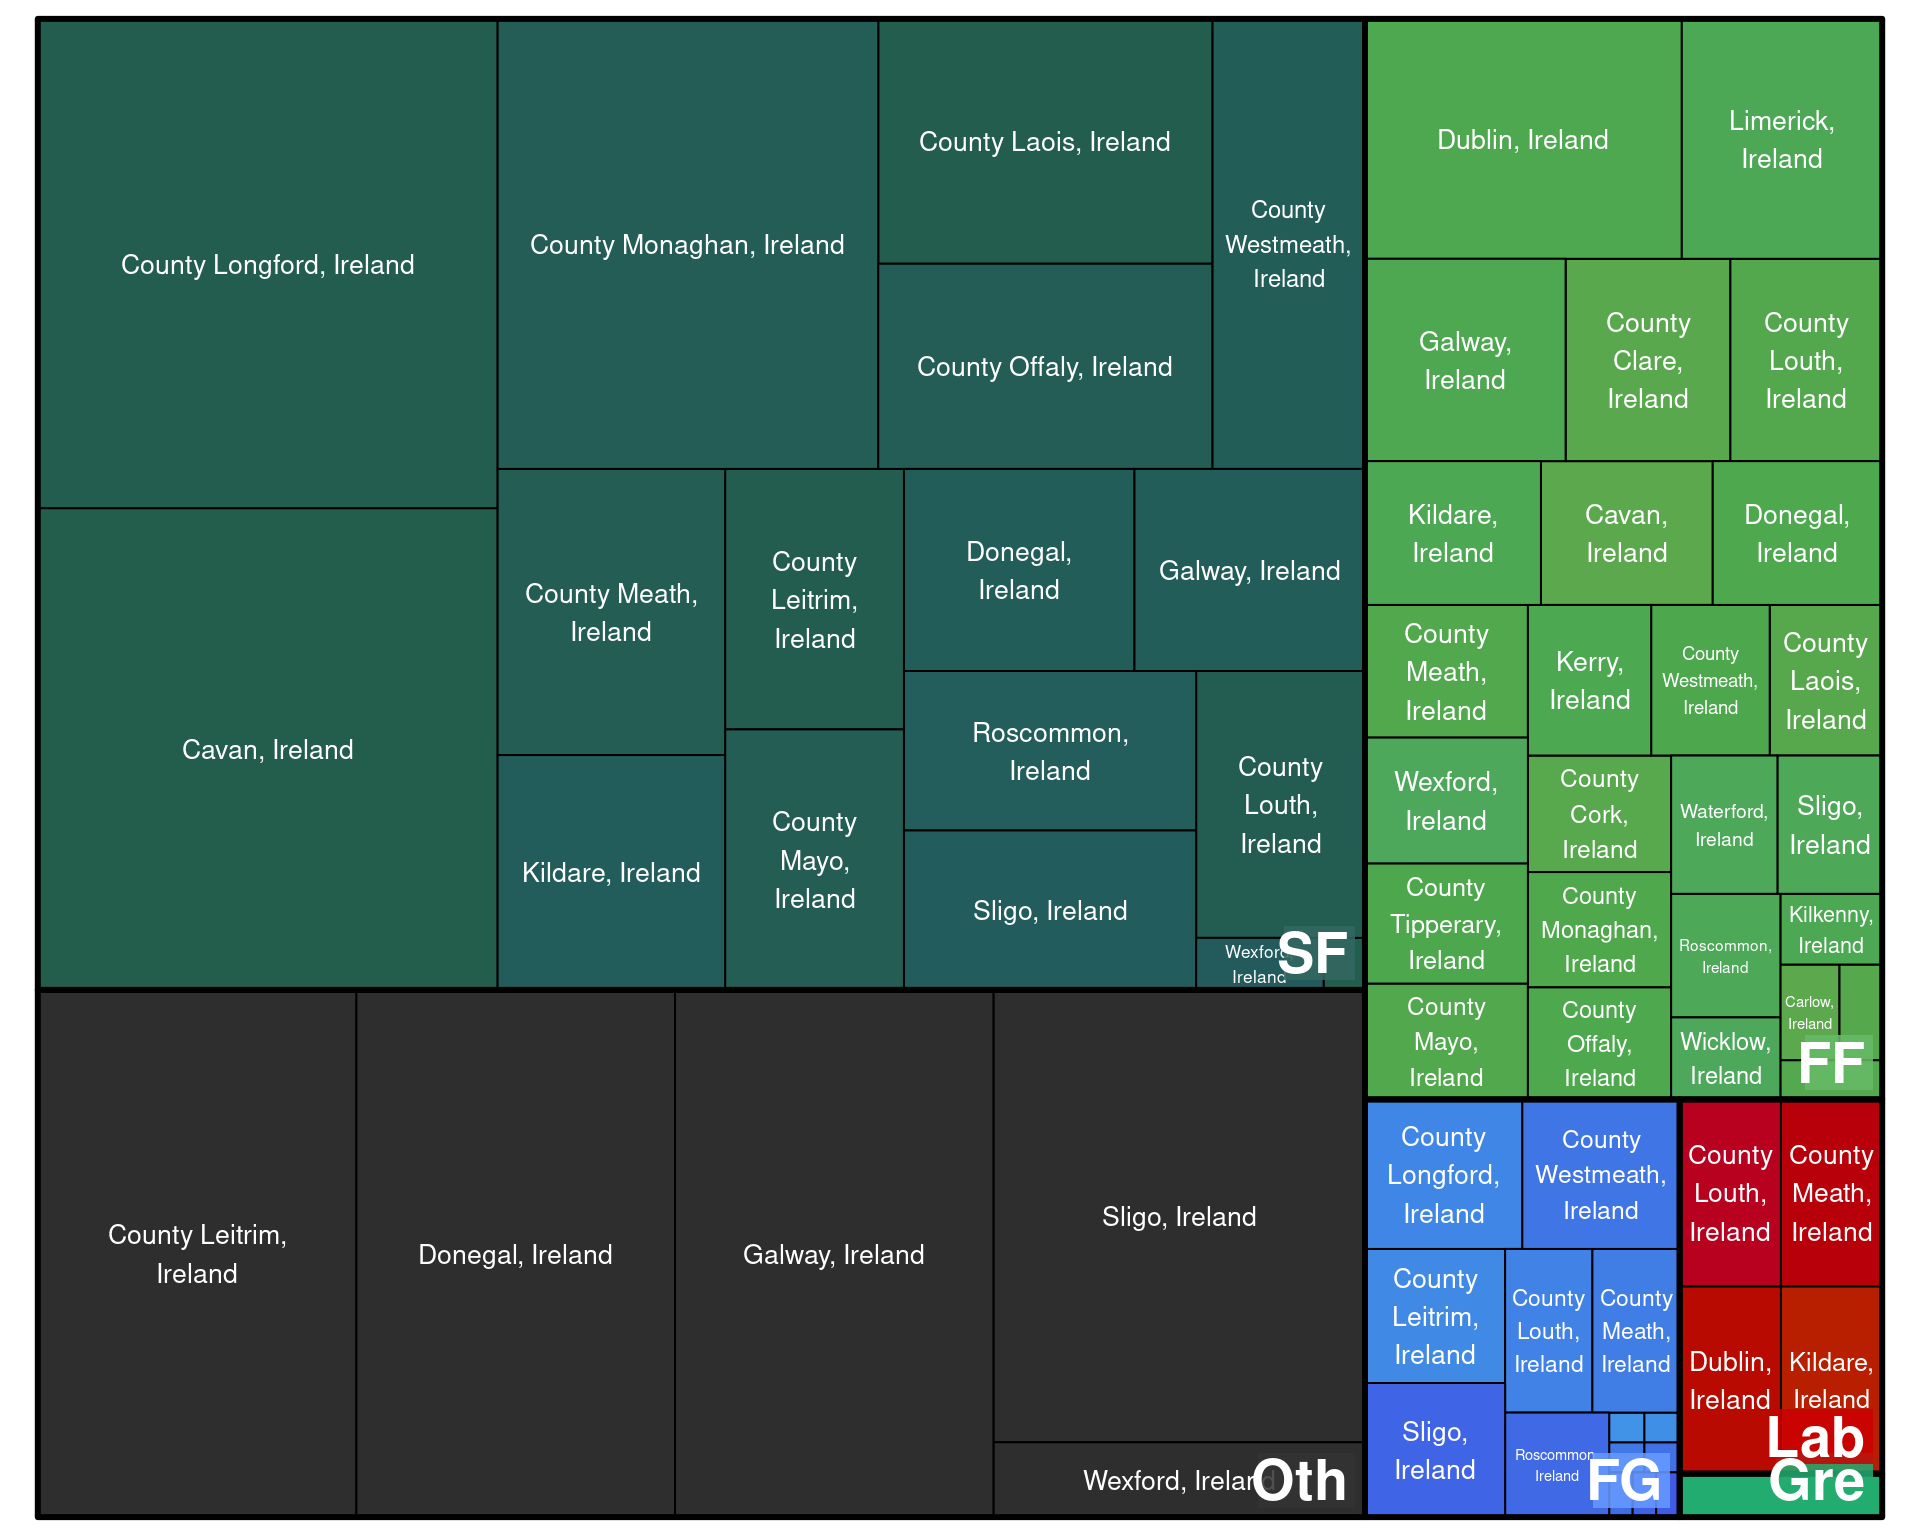 County Longford, Ireland
County Monaghan, Ireland
County Laois, Ireland
County Offaly, Ireland
County
Westmeath,
Ireland
Cavan, Ireland
County Meath,
Ireland
Kildare, Ireland
County
Leitrim,
Ireland
County
Mayo,
Ireland
Donegal,
Ireland
Galway, Ireland
Roscommon,
Ireland
Sligo, Ireland
County
Louth,
Ireland
Wexford,
Ireland
SF
County Leitrim,
Ireland
Donegal, Ireland
Galway, Ireland
Sligo, Ireland
Wexford, Ireland
Oth
Dublin, Ireland
Limerick,
Ireland
Galway,
Ireland
County
Clare,
Ireland
County
Louth,
Ireland
Kildare,
Ireland
Cavan,
Ireland
Donegal,
Ireland
County
Meath,
Ireland
Kerry,
Ireland
County
Westmeath,
Ireland
County
Laois,
Ireland
Wexford,
Ireland
County
Cork,
Ireland
Waterford,
Ireland
Sligo,
Ireland
County
Tipperary,
Ireland
County
Monaghan,
Ireland
Roscommon,
Ireland
Kilkenny,
Ireland
Carlow,
Ireland
County
Mayo,
Ireland
County
Offaly,
Ireland
Wicklow,
Ireland
FF
County
Longford,
Ireland
County
Westmeath,
Ireland
County
Leitrim,
Ireland
County
Louth,
Ireland
County
Meath,
Ireland
Sligo,
Ireland
Roscommon,
Ireland
FG
County
Louth,
Ireland
County
Meath,
Ireland
Dublin,
Ireland
Kildare,
Ireland
Lab
Gre